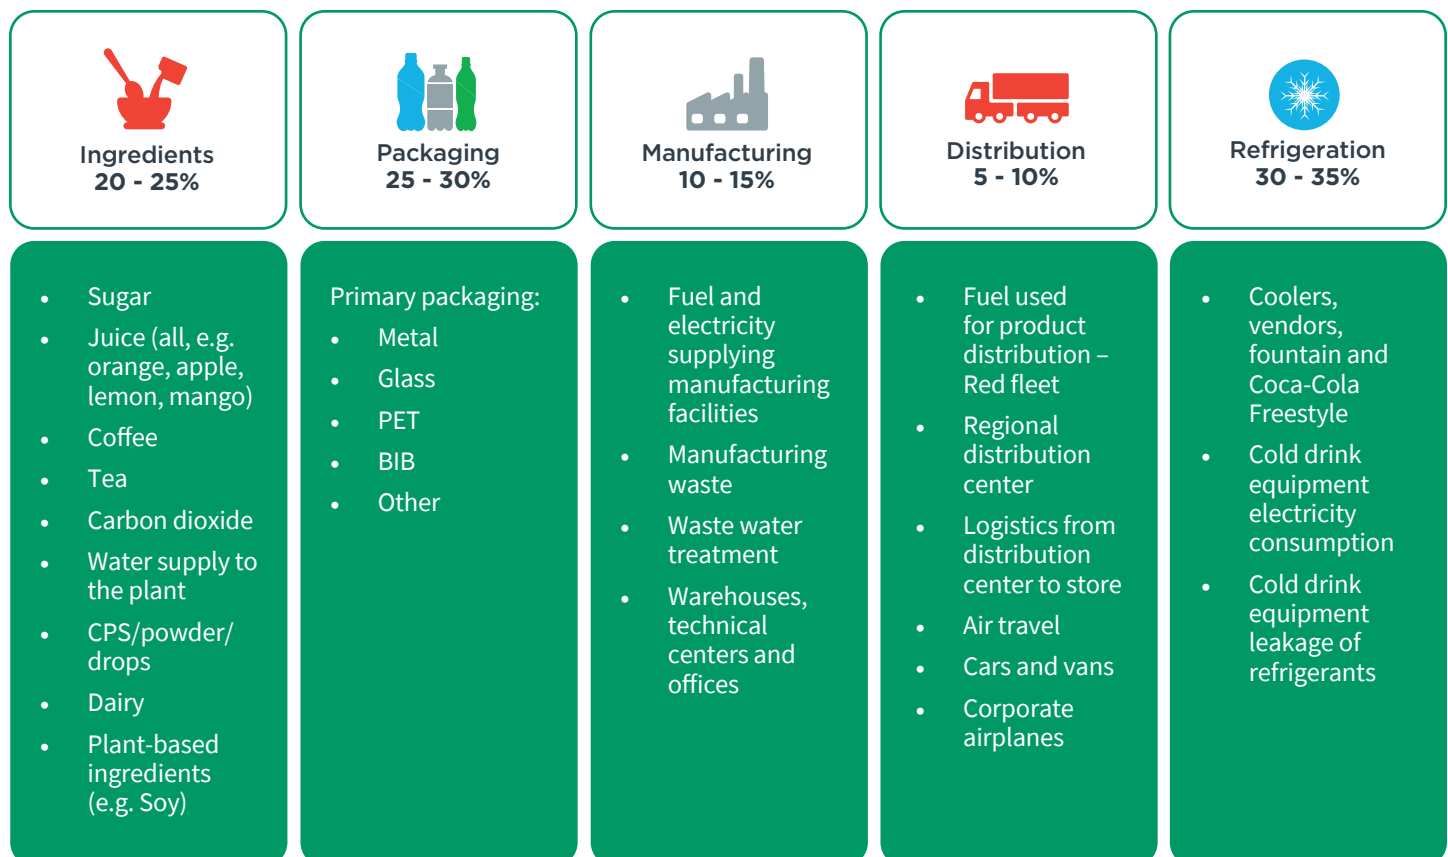 Ingredients
20 - 25%
• Sugar
• Juice (all, e.g.
orange, apple,
lemon, mango)
• Coffee
• Tea
• Carbon dioxide
• Water supply to
the plant
• CPS/powder/
drops
• Dairy
• Plant-based
ingredients
(e.g. Soy)
Packaging
25 - 30%
Primary packaging:
• Metal
• Glass
• PET
• BIB
• Other
Manufacturing
10 - 15%
• Fuel and
electricity
supplying
manufacturing
facilities
• Manufacturing
waste
• Waste water
treatment
• Warehouses,
technical
centers and
offices
Distribution
5 - 10%
• Fuel used
for product
distribution –
Red fleet
• Regional
distribution
center
• Logistics from
distribution
center to store
• Air travel
• Cars and vans
• Corporate
airplanes
Refrigeration
30 - 35%
• Coolers,
vendors,
fountain and
Coca-Cola
Freestyle
• Cold drink
equipment
electricity
consumption
• Cold drink
equipment
leakage of
refrigerants